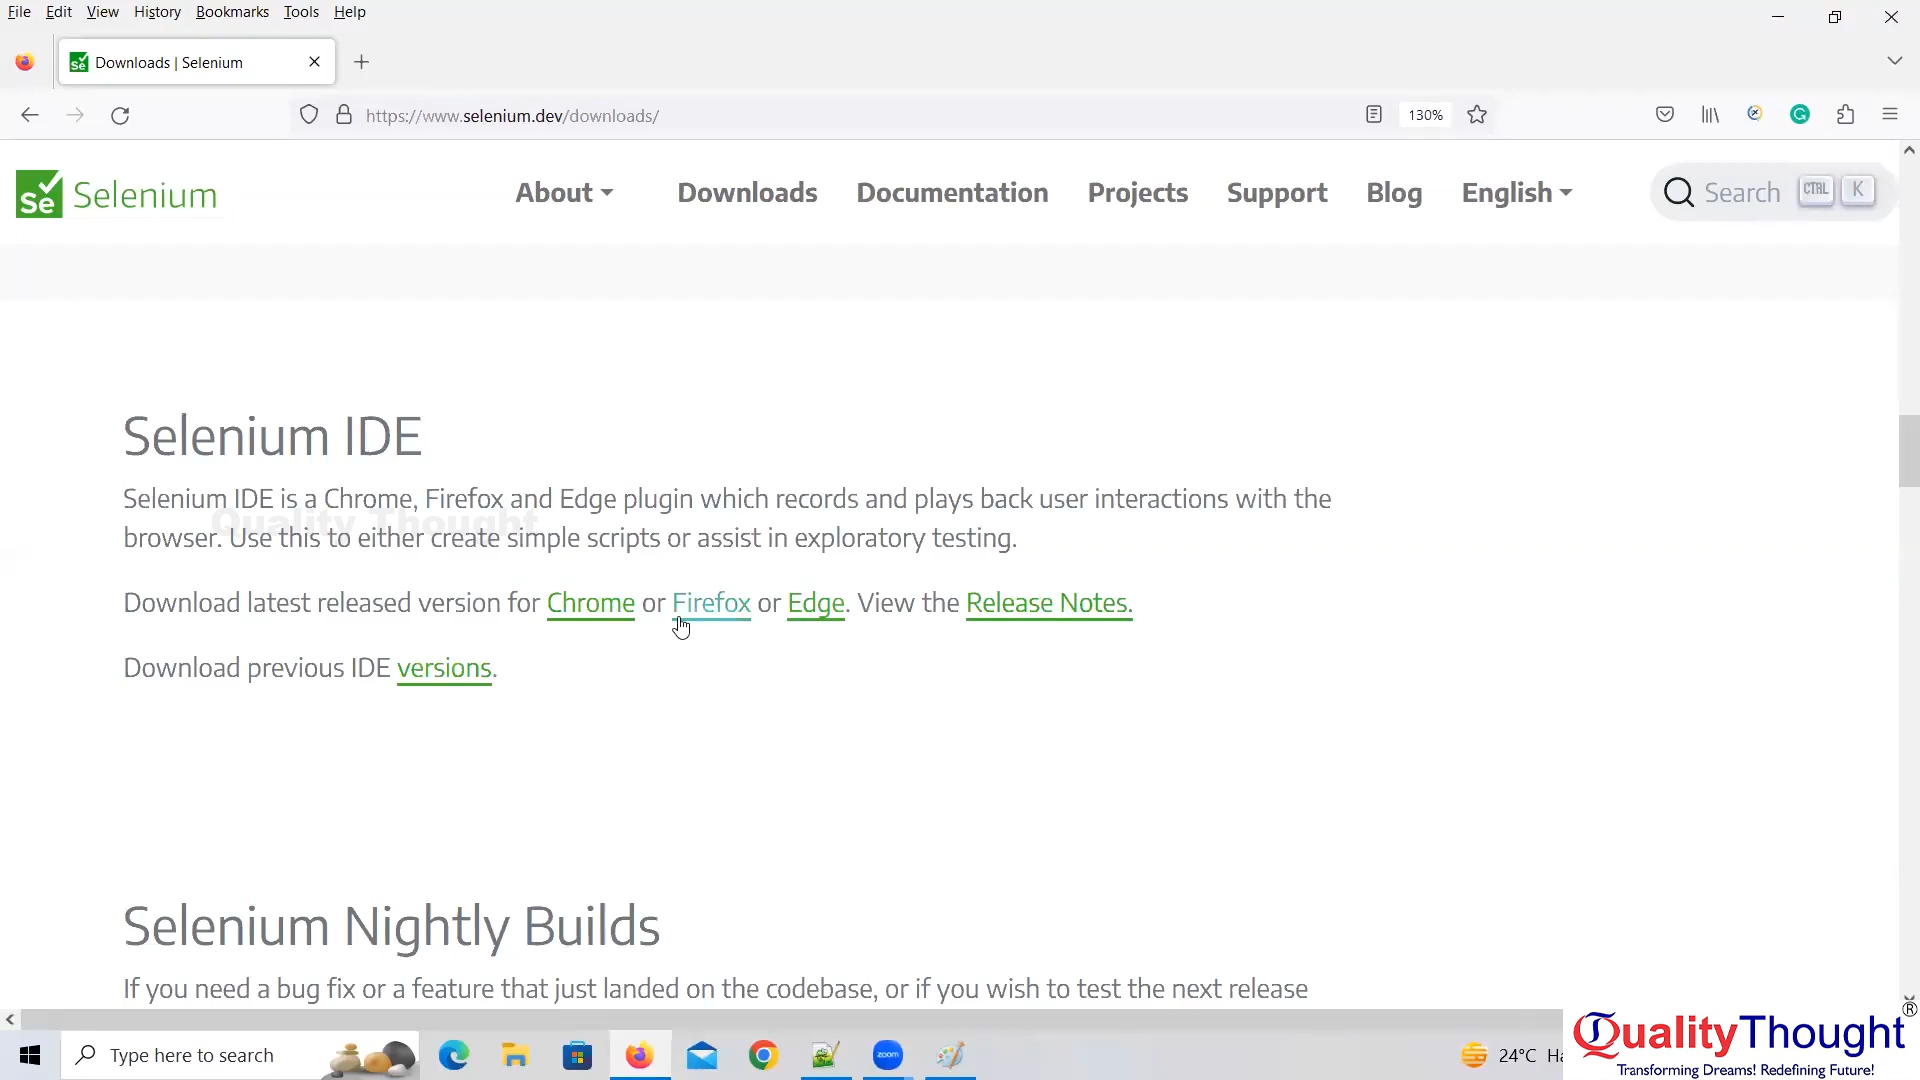 File Edit View History Bookmarks Tools Help
Downloads | Selenium
https://www.selenium.dev/downloads/
130%
Se Selenium
About Downloads Documentation Projects Support Blog English Search CTRL K
Selenium IDE
Selenium IDE is a Chrome, Firefox and Edge plugin which records and plays back user interactions with the
Quality Thought
browser. Use this to either create simple scripts or assist in exploratory testing.
Download latest released version for Chrome or Firefox or Edge. View the Release Notes.
Download previous IDE versions.
Selenium Nightly Builds
If you need a bug fix or a feature that just landed on the codebase, or if you wish to test the next release
Type here to search
zoom
24°C
QualityThought®
Transforming Dreams! Redefining Future!